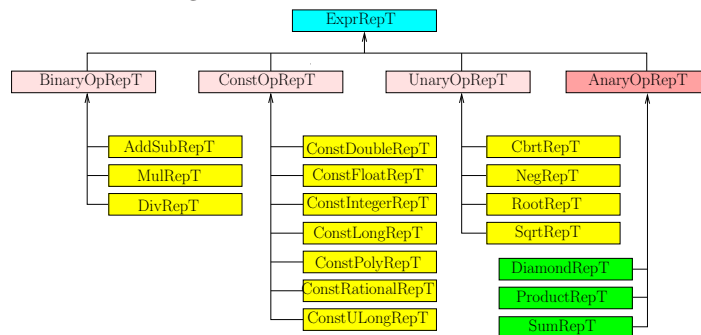 ExprRepT
BinaryOpRepT ConstOpRepT UnaryOpRepT AnaryOpRepT
AddSubRepT ConstDoubleRepT CbrtRepT
MulRepT ConstFloatRepT NegRepT
DivRepT ConstIntegerRepT RootRepT
ConstLongRepT SqrtRepT
ConstPolyRepT DiamondRepT
ConstRationalRepT ProductRepT
ConstULongRepT SumRepT